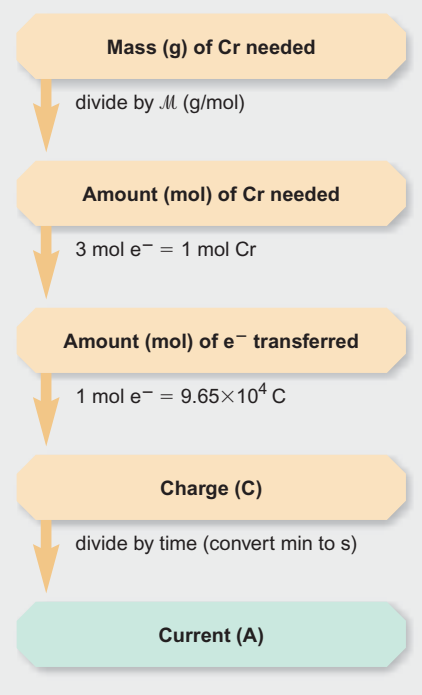 Mass (g) of Cr needed
divide by ℳ (g/mol)
Amount (mol) of Cr needed
3 mol e⁻ = 1 mol Cr
Amount (mol) of e⁻ transferred
1 mol e⁻ = 9.65×10⁴ C
Charge (C)
divide by time (convert min to s)
Current (A)